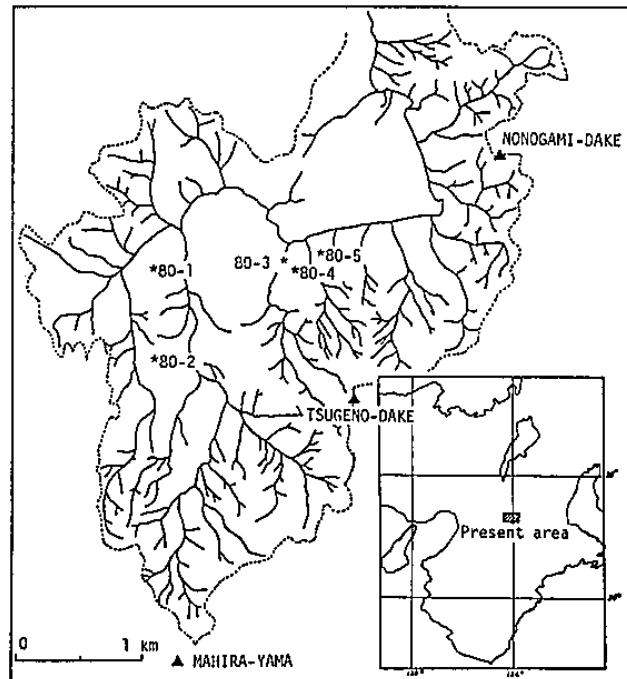 NONOGAMI-DAKE
*80-1
80-3 *
*80-5
*80-4
*80-2
TSUGENO-DAKE
Present area
0 1 km
MAHIRA-YAMA